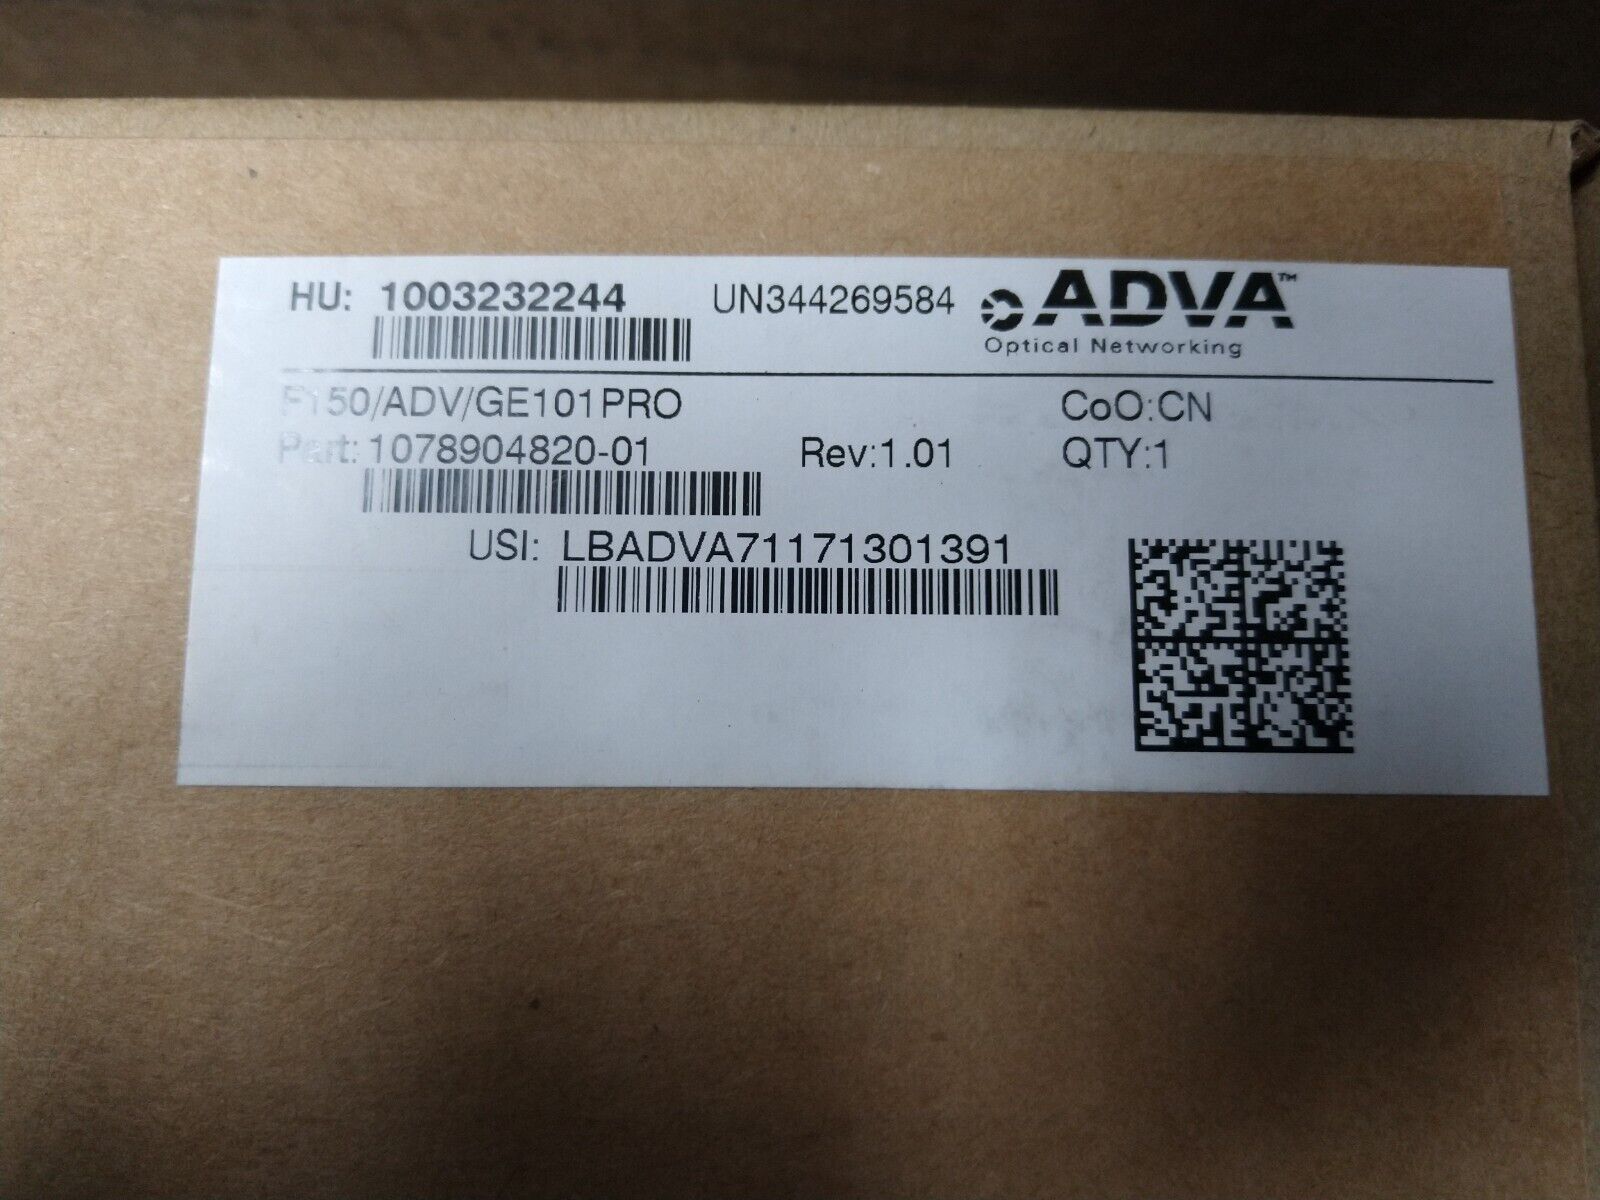 HU: 1003232244 UN344269584 ADVA™
Optical Networking
F150/ADV/GE101PRO CoO:CN
Part: 1078904820-01 Rev:1.01 QTY:1
USI: LBADVA71171301391